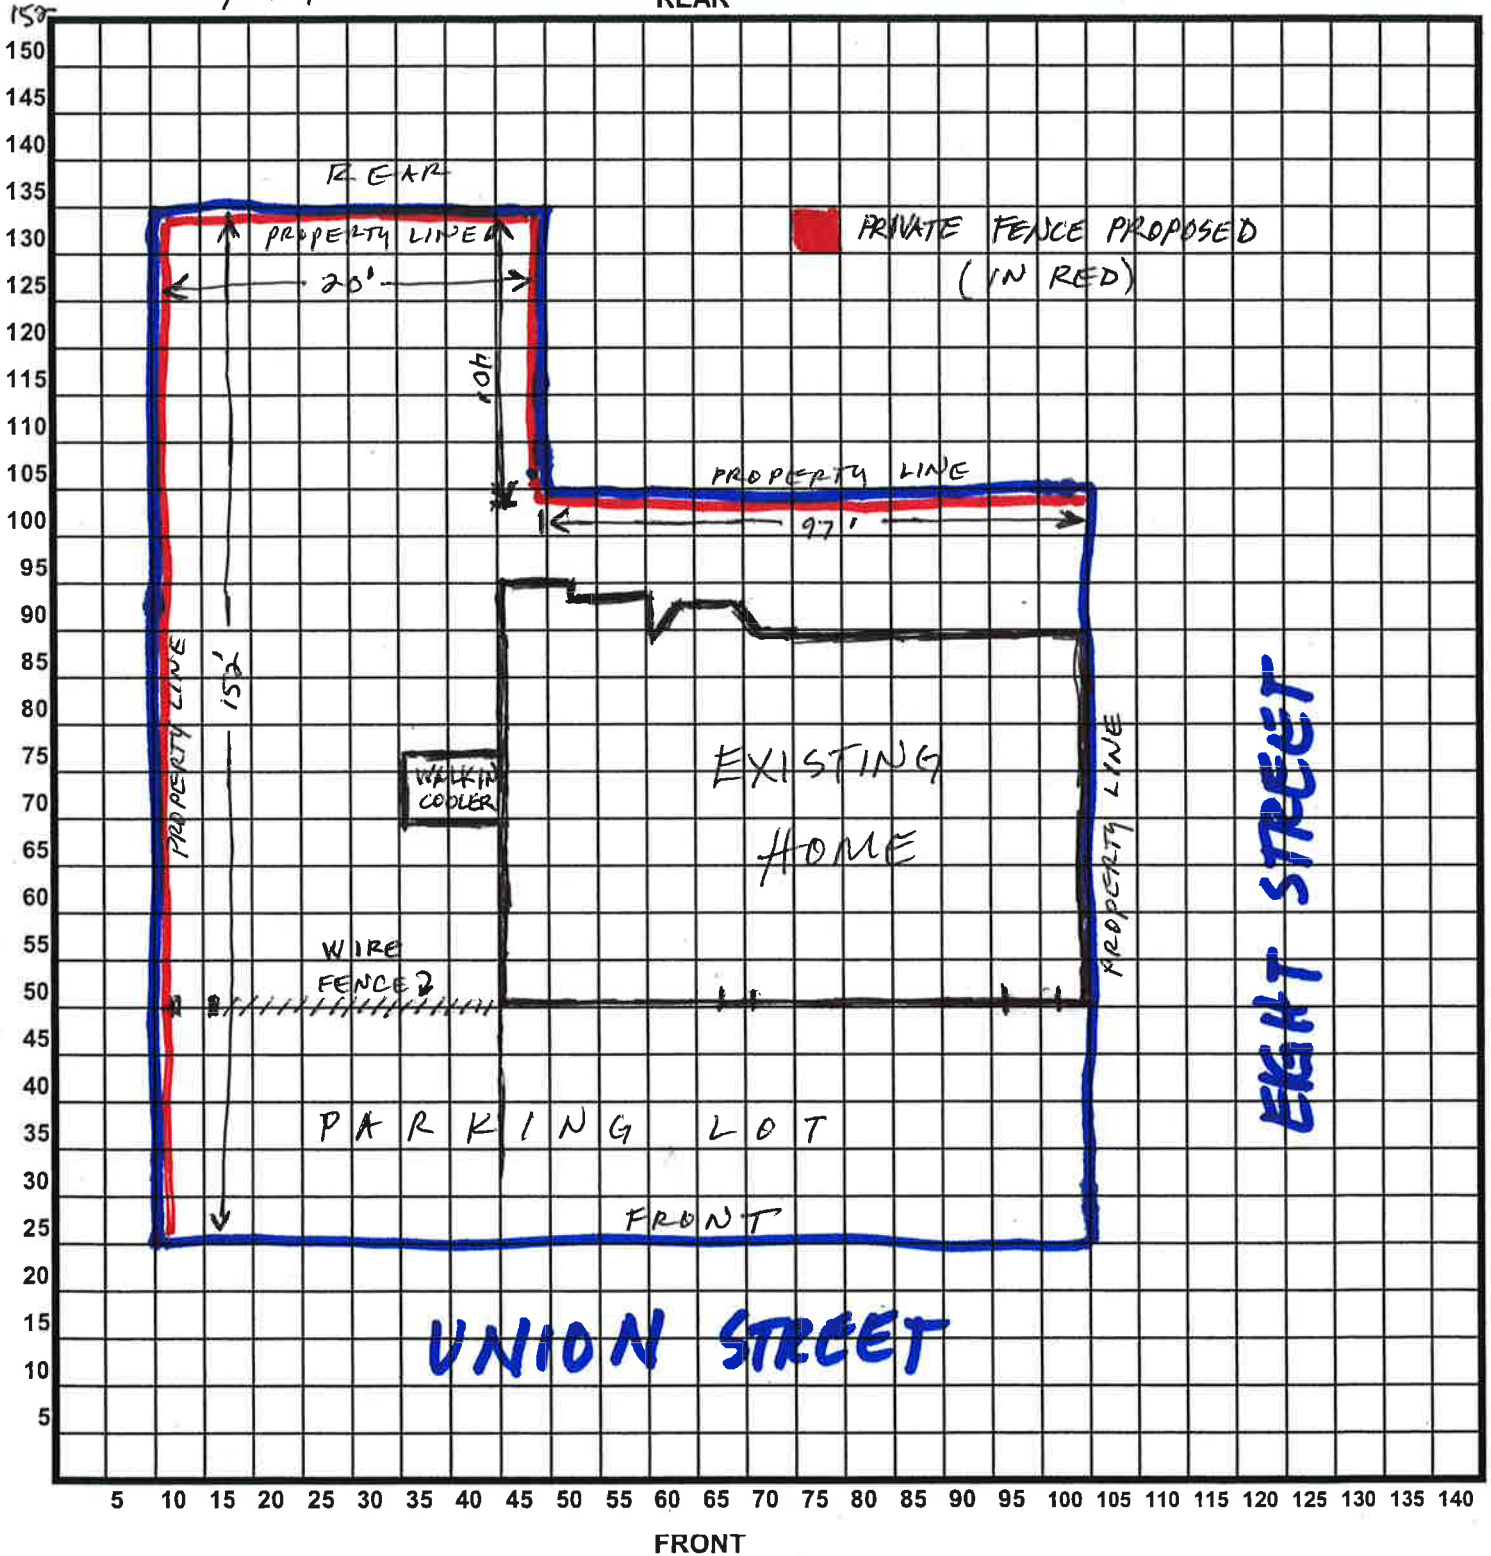 REAR
152
150
145
140
135
130
125
120
115
110
105
100
95
90
85
80
75
70
65
60
55
50
45
40
35
30
25
20
15
10
5
REAR
PROPERTY LINE
20'
40'
PRIVATE FENCE PROPOSED
(IN RED)
PROPERTY LINE
97'
PROPERTY LINE
152'
WALKIN
COOLER
EXISTING
HOME
PROPERTY LINE
EIGHT STREET
WIRE
FENCE
PARKING LOT
FRONT
UNION STREET
5 10 15 20 25 30 35 40 45 50 55 60 65 70 75 80 85 90 95 100 105 110 115 120 125 130 135 140
FRONT